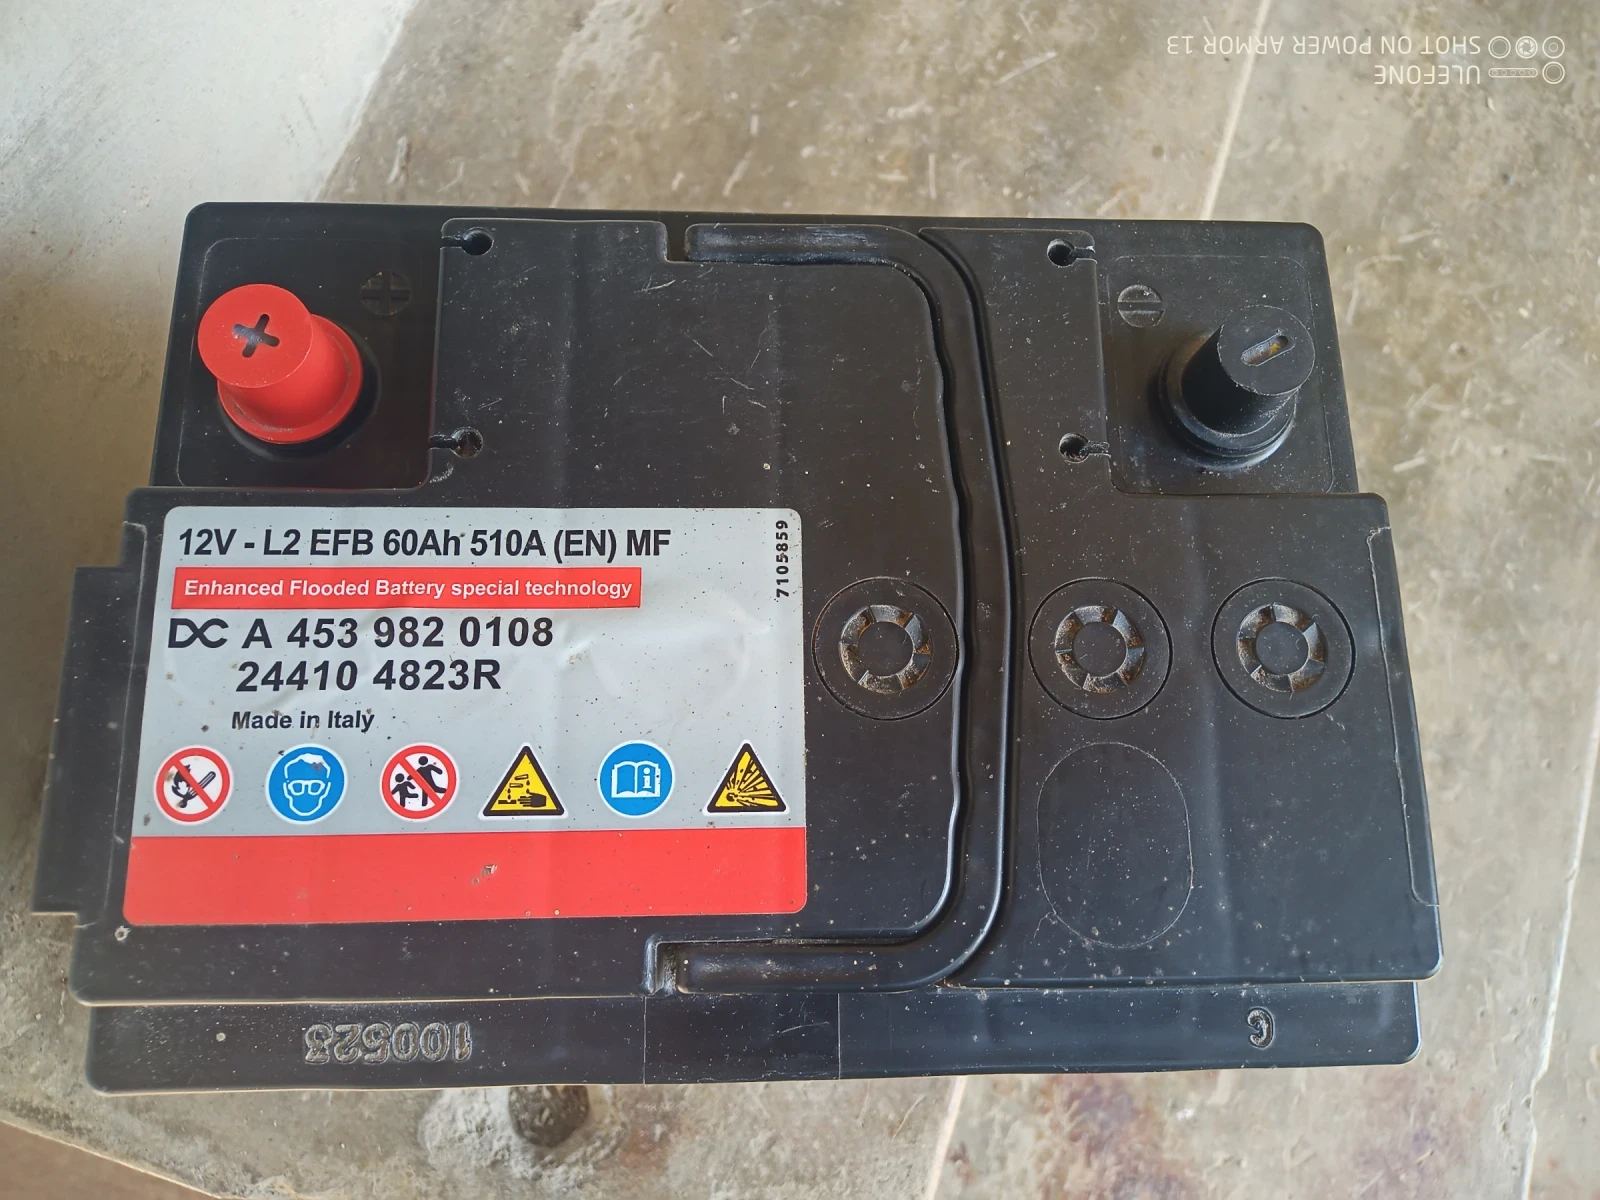 ULEFONE
SHOT ON POWER ARMOR 13
12V - L2 EFB 60Ah 510A (EN) MF
7105859
Enhanced Flooded Battery special technology
DC A 453 982 0108
24410 4823R
Made in Italy
100523